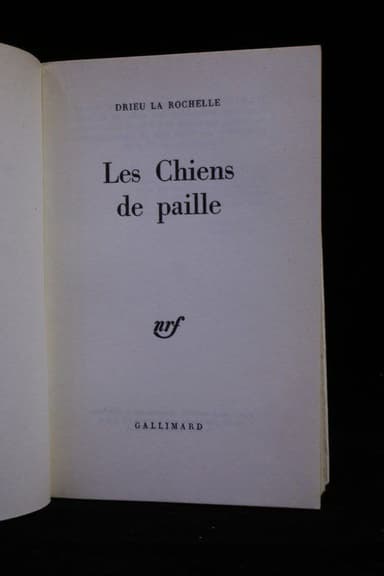 DRIEU LA ROCHELLE
Les Chiens
de paille
nrf
GALLIMARD